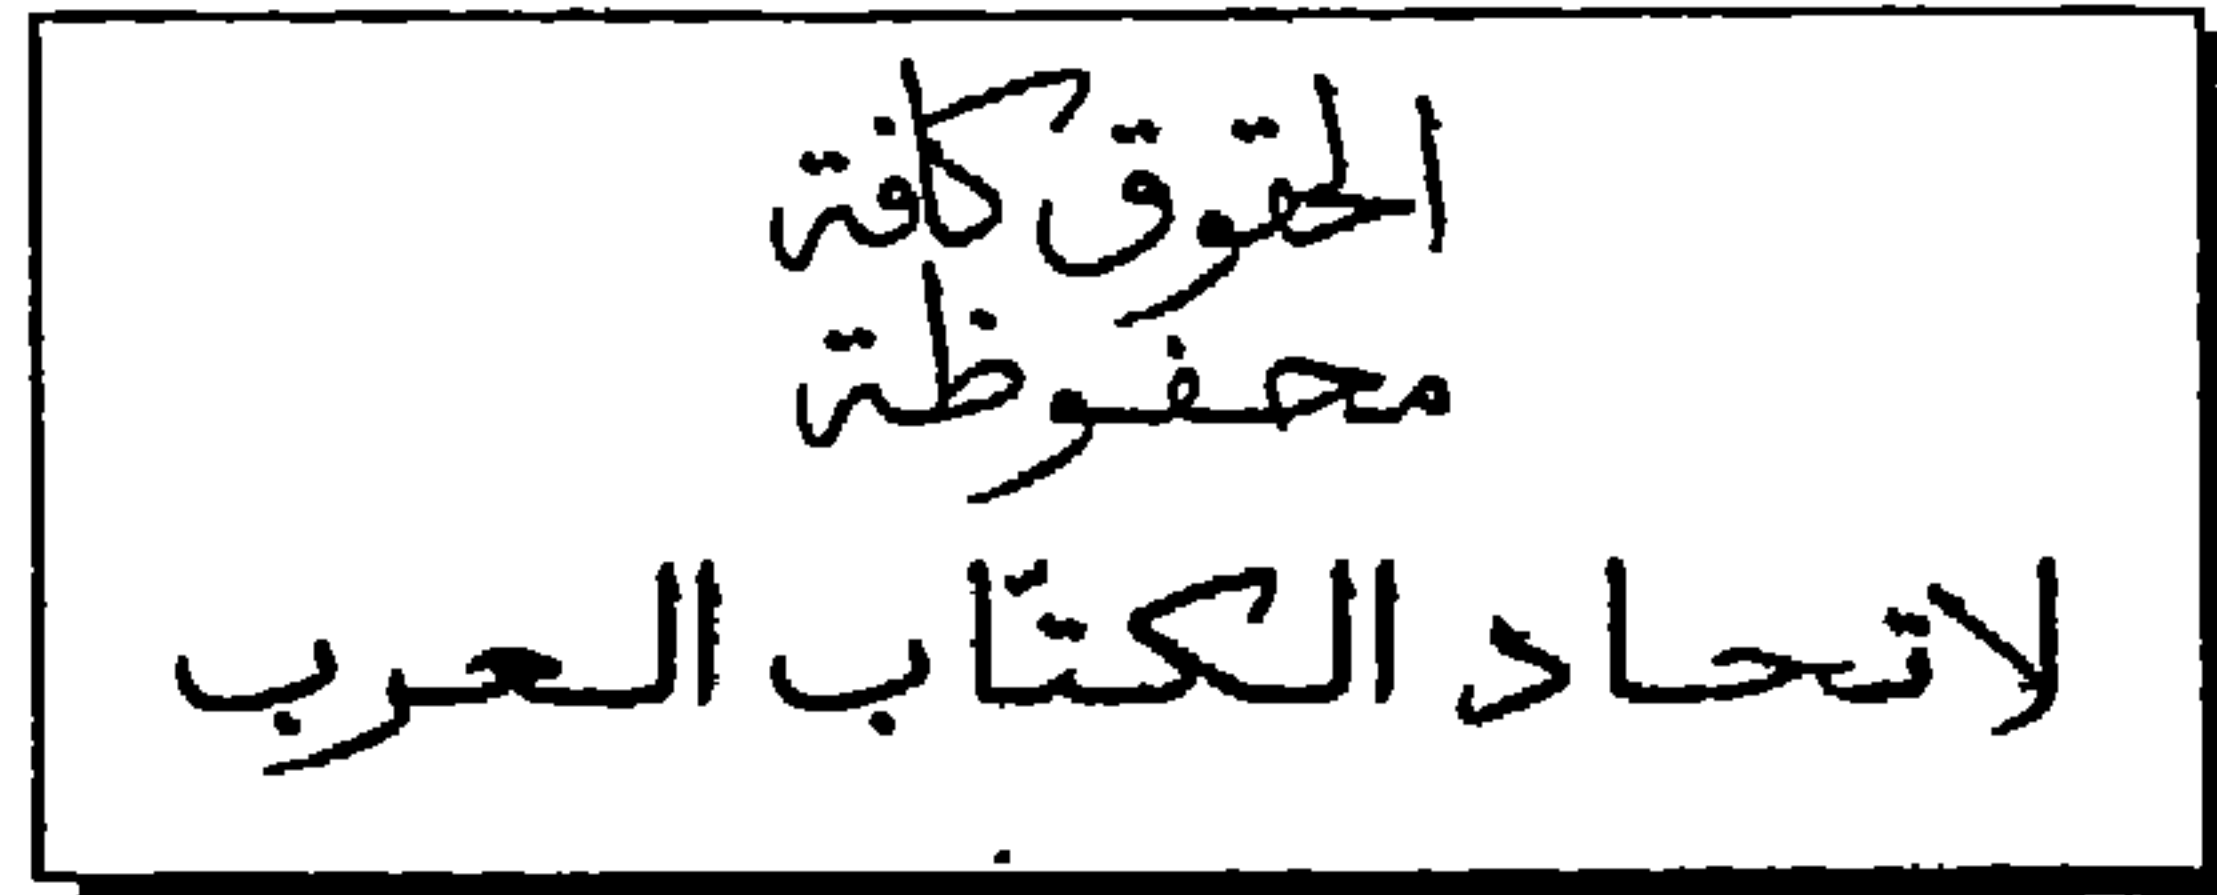 الحقوق كافة
محفوظة
لاتحاد الكتّاب العرب